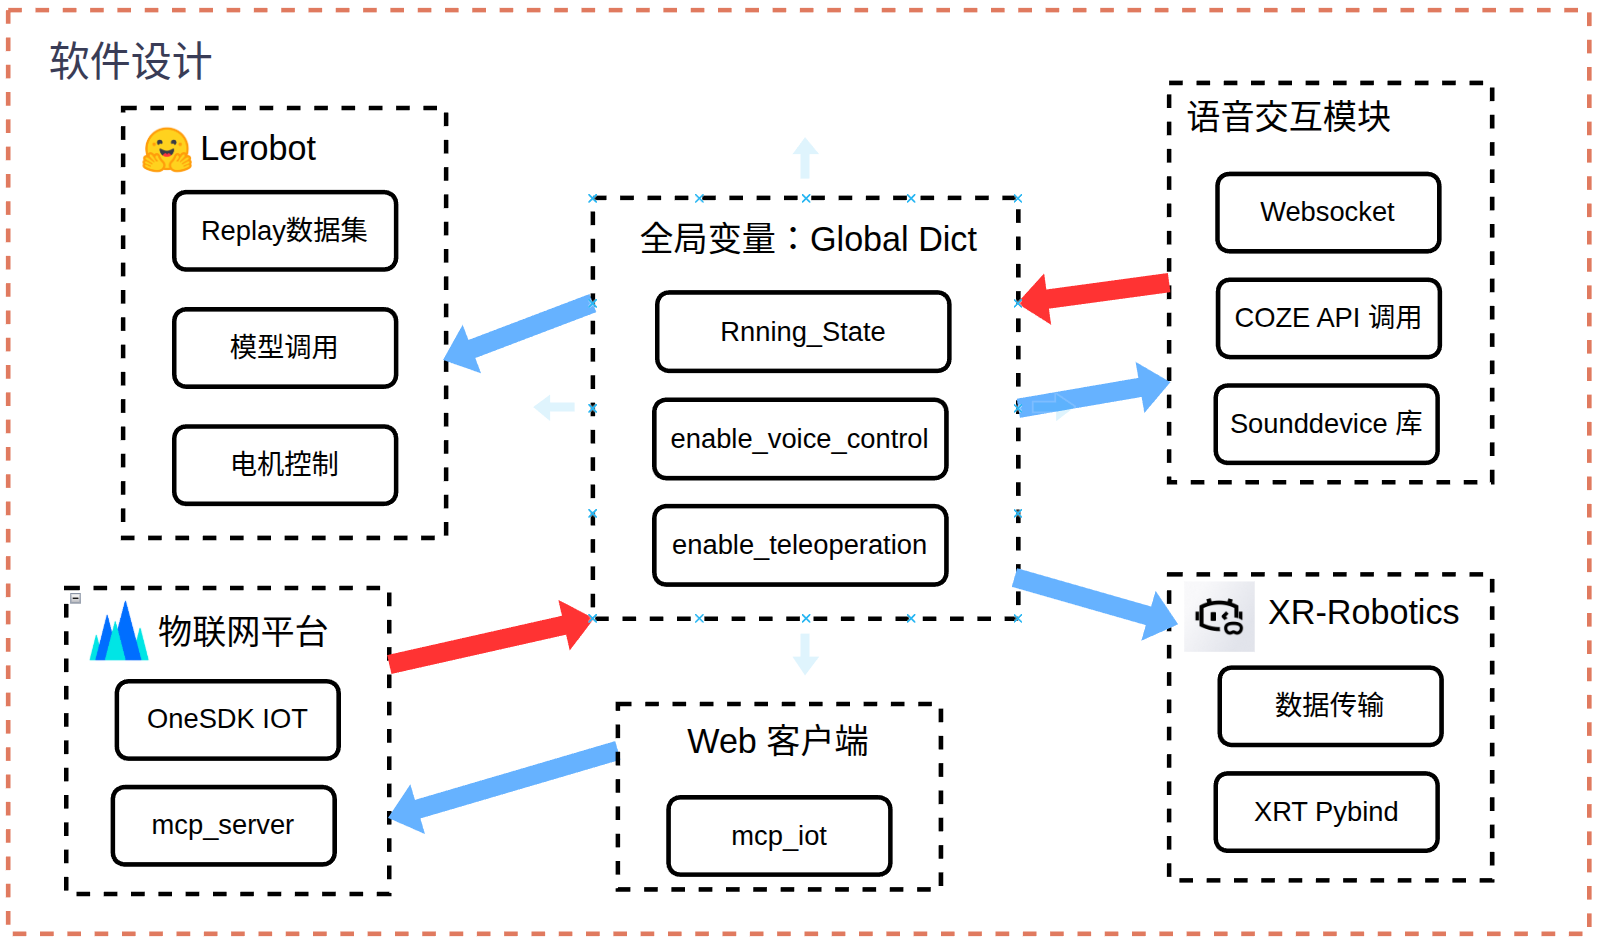 软件设计
Lerobot
Replay数据集
模型调用
电机控制
全局变量：Global Dict
Rnning_State
enable_voice_control
enable_teleoperation
语音交互模块
Websocket
COZE API 调用
Sounddevice 库
物联网平台
OneSDK IOT
mcp_server
Web 客户端
mcp_iot
XR-Robotics
数据传输
XRT Pybind